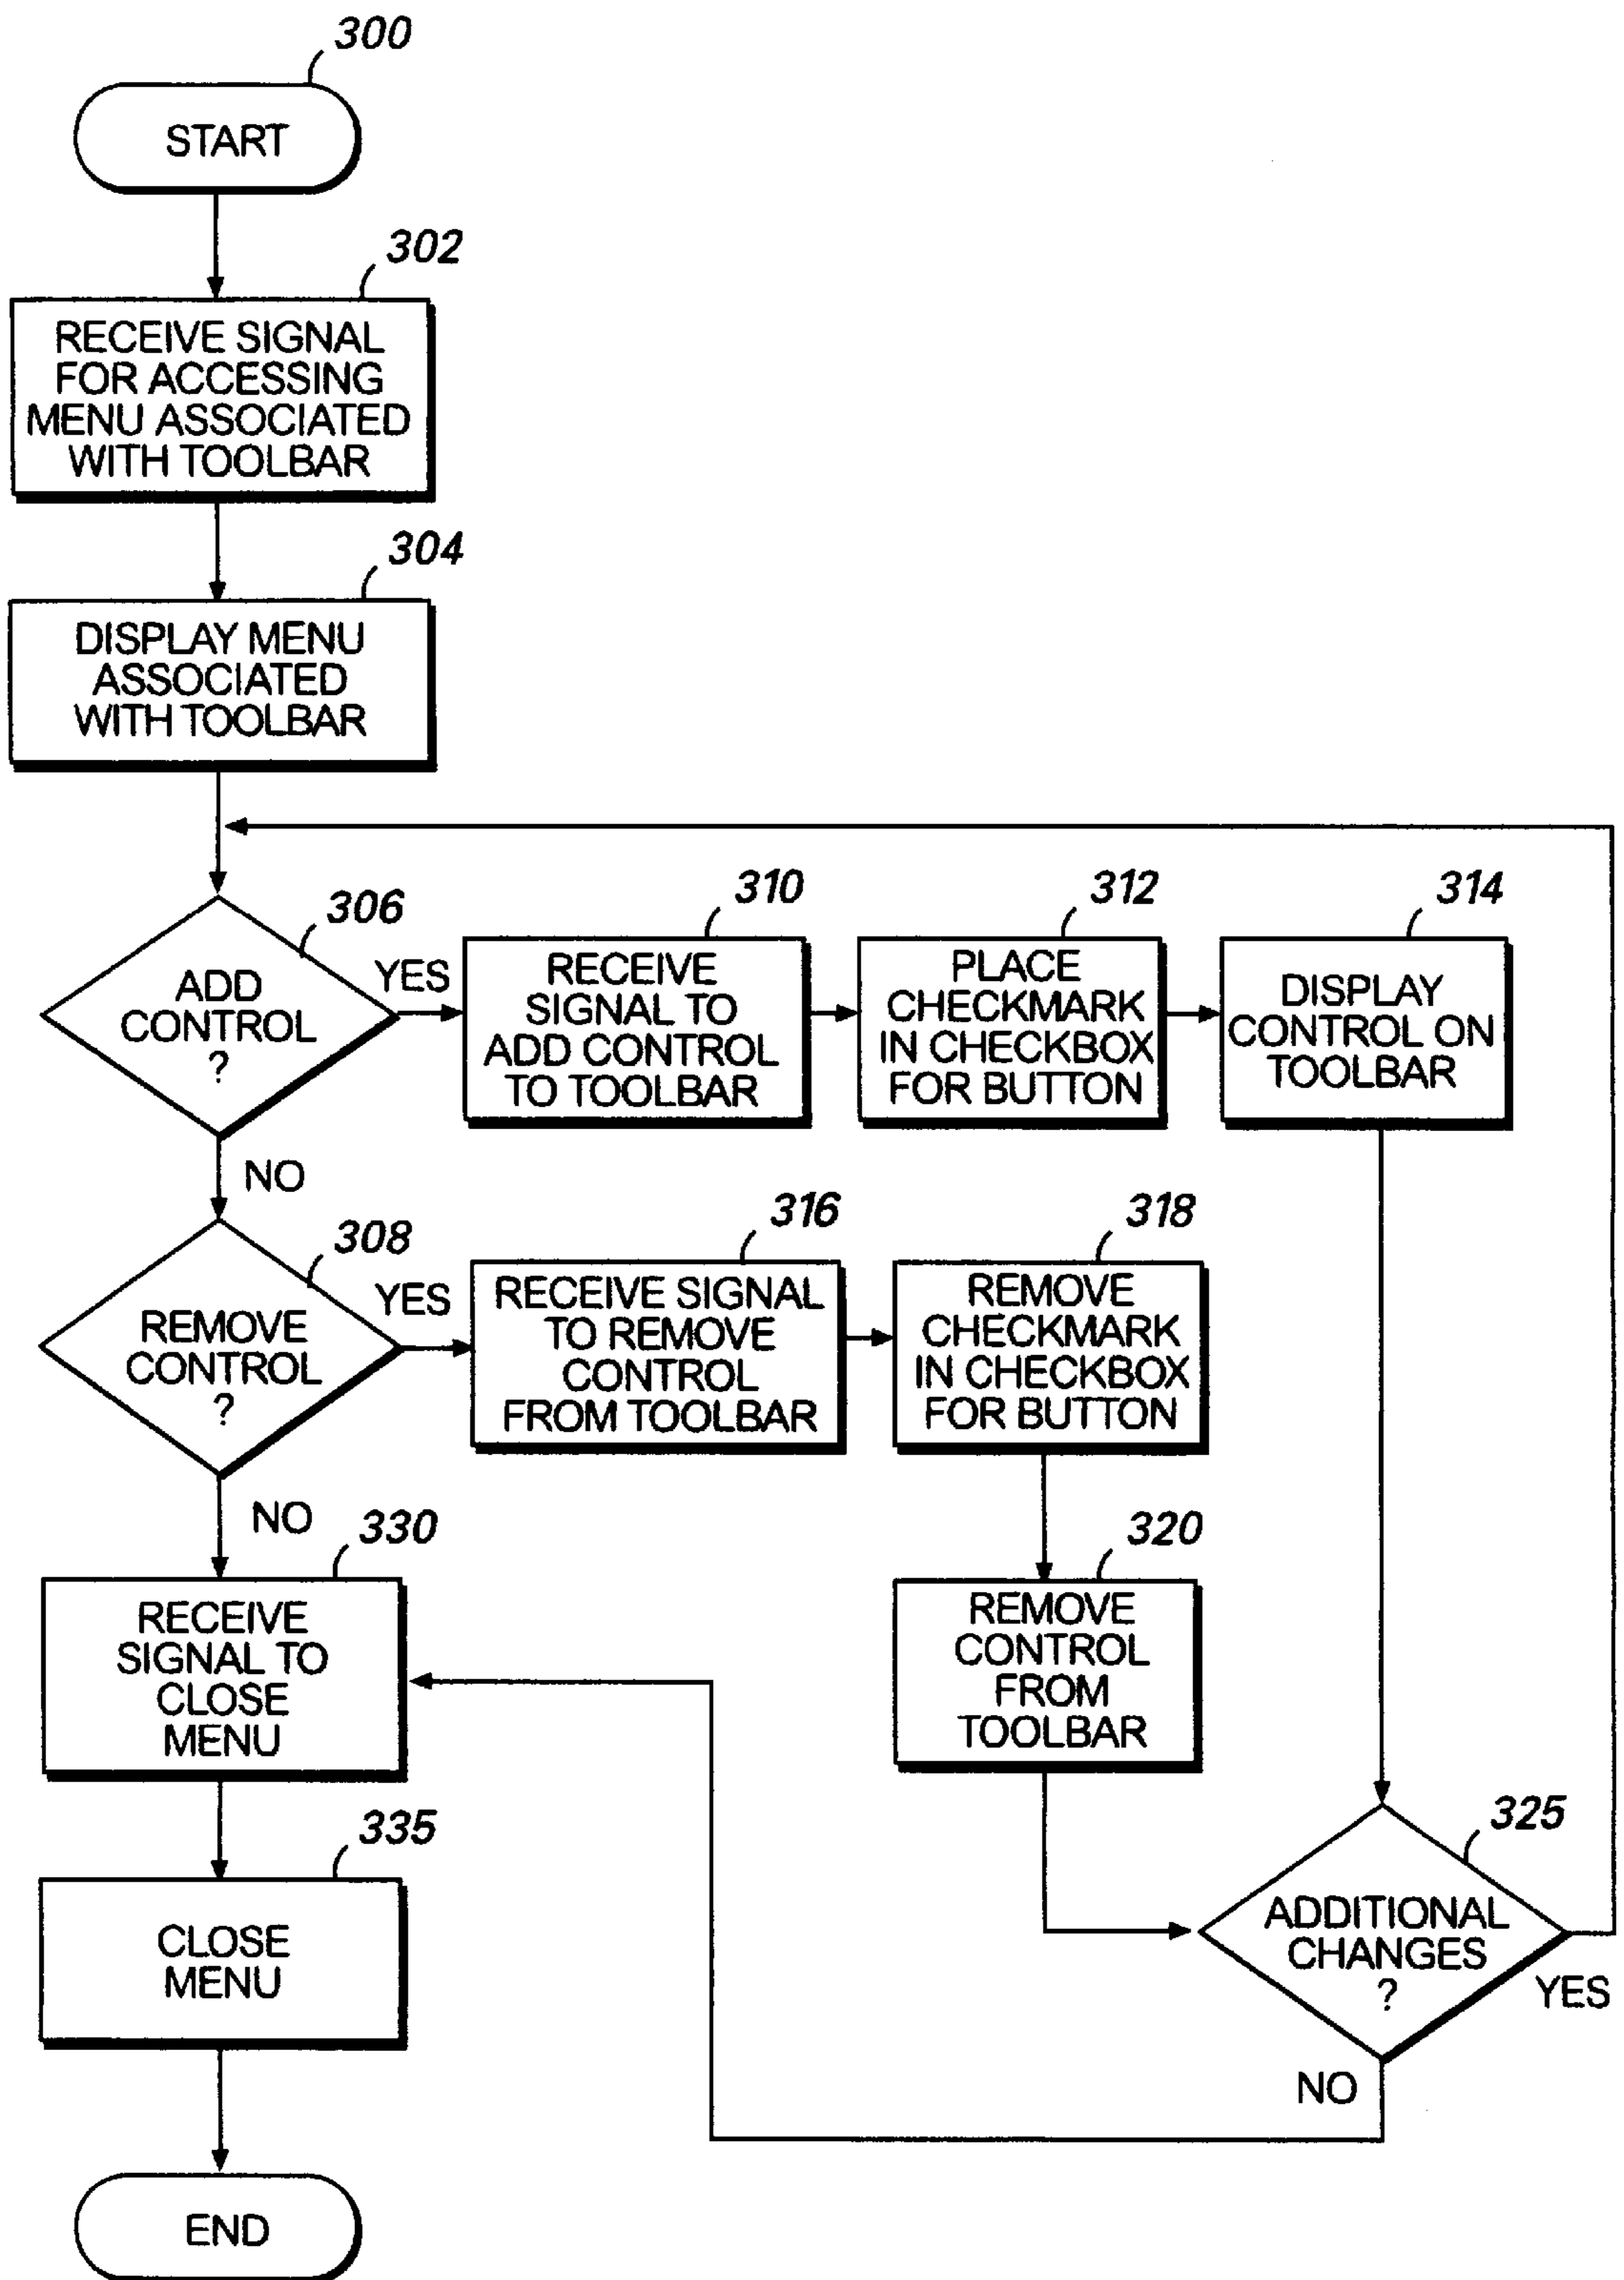 300
START
302
RECEIVE SIGNAL
FOR ACCESSING
MENU ASSOCIATED
WITH TOOLBAR
304
DISPLAY MENU
ASSOCIATED
WITH TOOLBAR
306
ADD
CONTROL
?
YES
NO
310
RECEIVE
SIGNAL TO
ADD CONTROL
TO TOOLBAR
312
PLACE
CHECKMARK
IN CHECKBOX
FOR BUTTON
314
DISPLAY
CONTROL ON
TOOLBAR
308
REMOVE
CONTROL
?
YES
NO
316
RECEIVE SIGNAL
TO REMOVE
CONTROL
FROM TOOLBAR
318
REMOVE
CHECKMARK
IN CHECKBOX
FOR BUTTON
320
REMOVE
CONTROL
FROM
TOOLBAR
325
ADDITIONAL
CHANGES
?
YES
NO
330
RECEIVE
SIGNAL TO
CLOSE
MENU
335
CLOSE
MENU
END